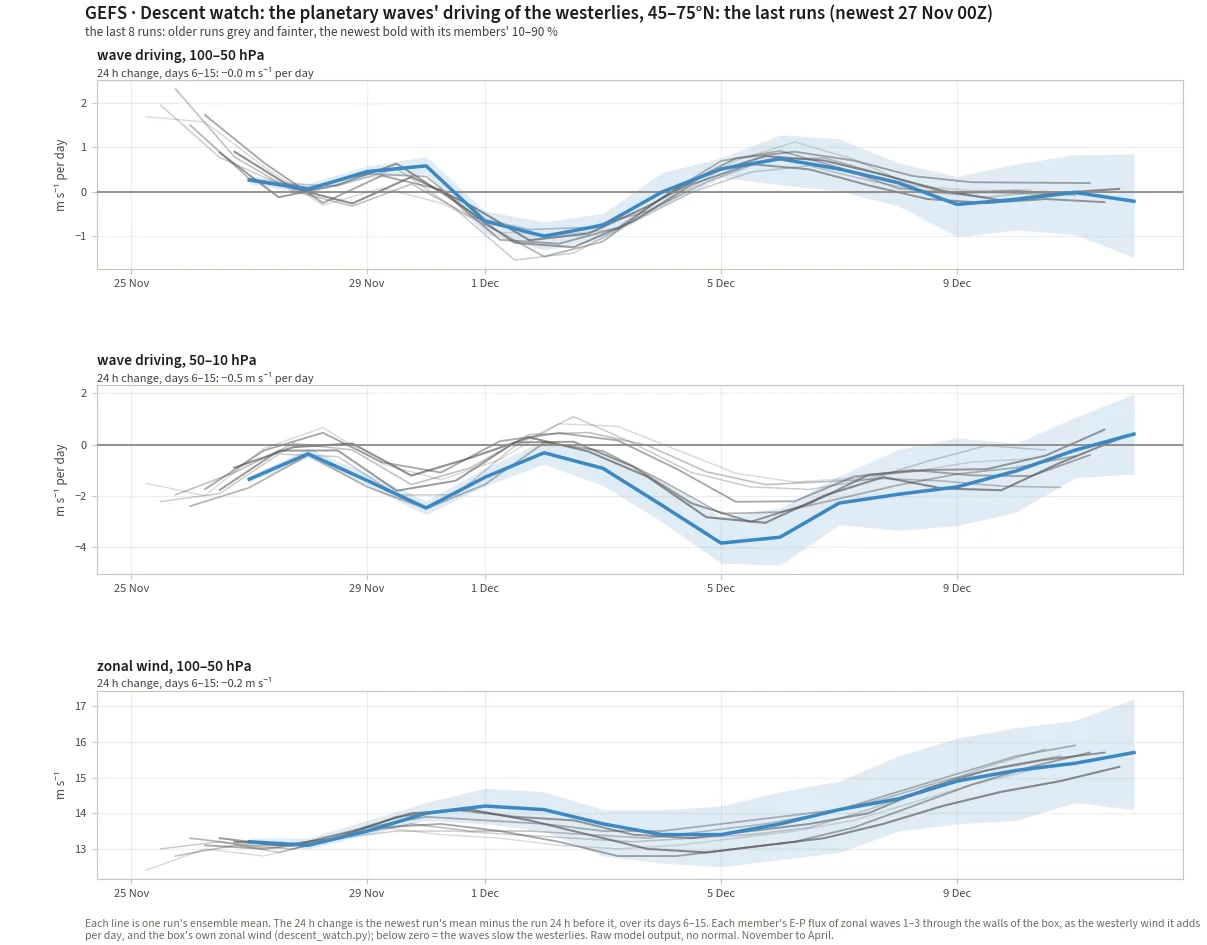 GEFS · Descent watch: the planetary waves' driving of the westerlies, 45–75°N: the last runs (newest 27 Nov 00Z)
the last 8 runs: older runs grey and fainter, the newest bold with its members' 10–90 %
wave driving, 100–50 hPa
24 h change, days 6–15: −0.0 m s⁻¹ per day
2
1
0
−1
m s⁻¹ per day
25 Nov
29 Nov
1 Dec
5 Dec
9 Dec
wave driving, 50–10 hPa
24 h change, days 6–15: −0.5 m s⁻¹ per day
2
0
−2
−4
m s⁻¹ per day
25 Nov
29 Nov
1 Dec
5 Dec
9 Dec
zonal wind, 100–50 hPa
24 h change, days 6–15: −0.2 m s⁻¹
17
16
15
14
13
m s⁻¹
25 Nov
29 Nov
1 Dec
5 Dec
9 Dec
Each line is one run's ensemble mean. The 24 h change is the newest run's mean minus the run 24 h before it, over its days 6–15. Each member's E-P flux of zonal waves 1–3 through the walls of the box, as the westerly wind it adds
per day, and the box's own zonal wind (descent_watch.py); below zero = the waves slow the westerlies. Raw model output, no normal. November to April.